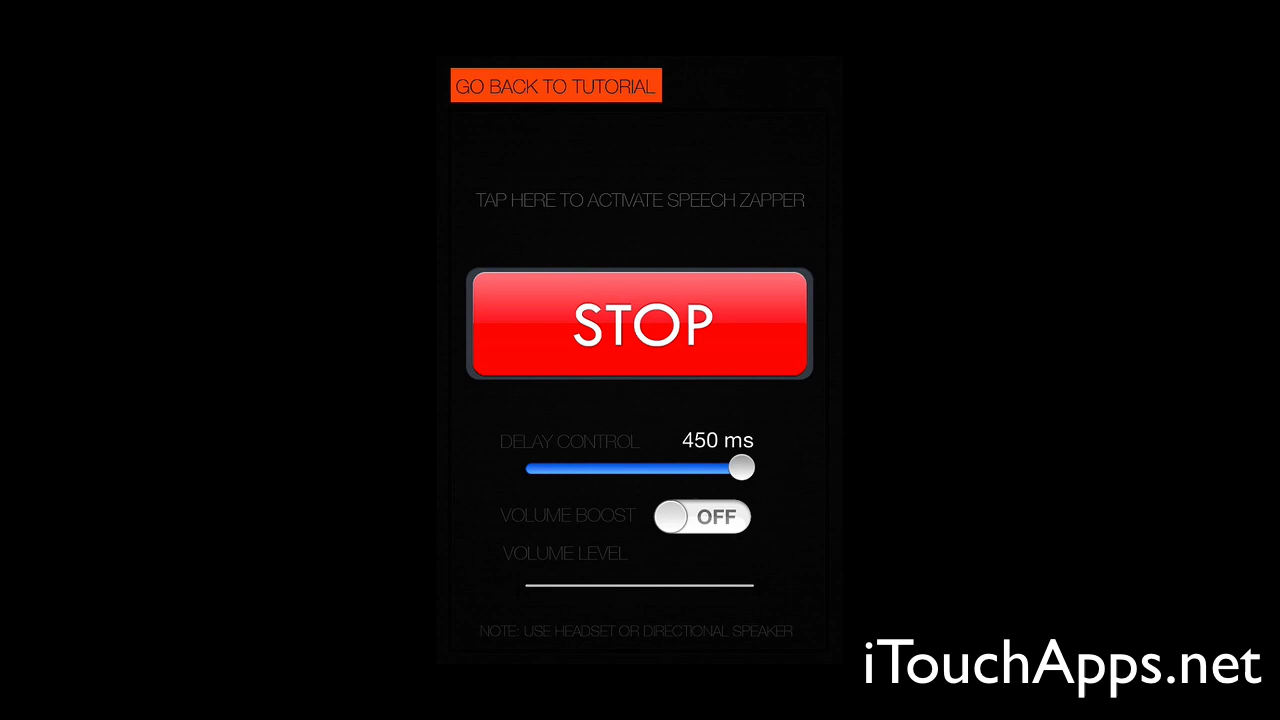 GO BACK TO TUTORIAL
TAP HERE TO ACTIVATE SPEECH ZAPPER
STOP
DELAY CONTROL 450 ms
VOLUME BOOST OFF
VOLUME LEVEL
NOTE: USE HEADSET OR DIRECTIONAL SPEAKER
iTouchApps.net